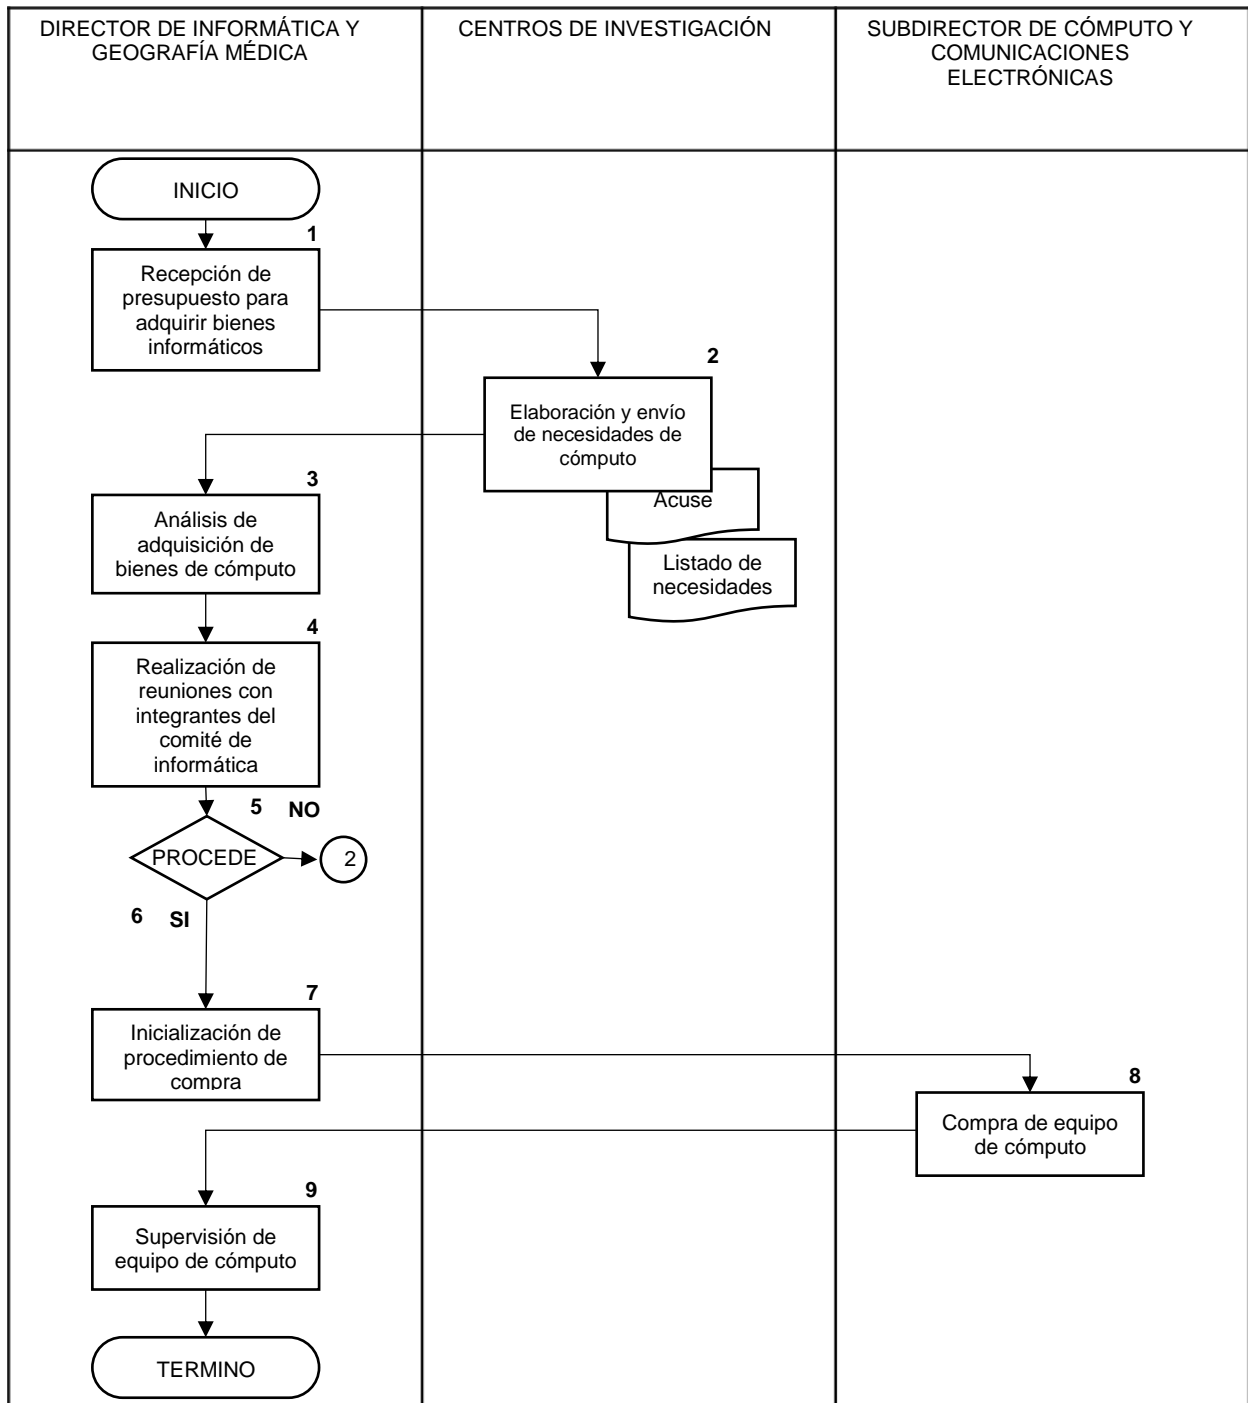 DIRECTOR DE INFORMÁTICA Y
GEOGRAFÍA MÉDICA
CENTROS DE INVESTIGACIÓN
SUBDIRECTOR DE CÓMPUTO Y
COMUNICACIONES
ELECTRÓNICAS
INICIO
1
Recepción de
presupuesto para
adquirir bienes
informáticos
2
Elaboración y envío
de necesidades de
cómputo
Acuse
Listado de
necesidades
3
Análisis de
adquisición de
bienes de cómputo
4
Realización de
reuniones con
integrantes del
comité de
informática
5 NO
PROCEDE
2
6 SI
7
Inicialización de
procedimiento de
compra
8
Compra de equipo
de cómputo
9
Supervisión de
equipo de cómputo
TERMINO